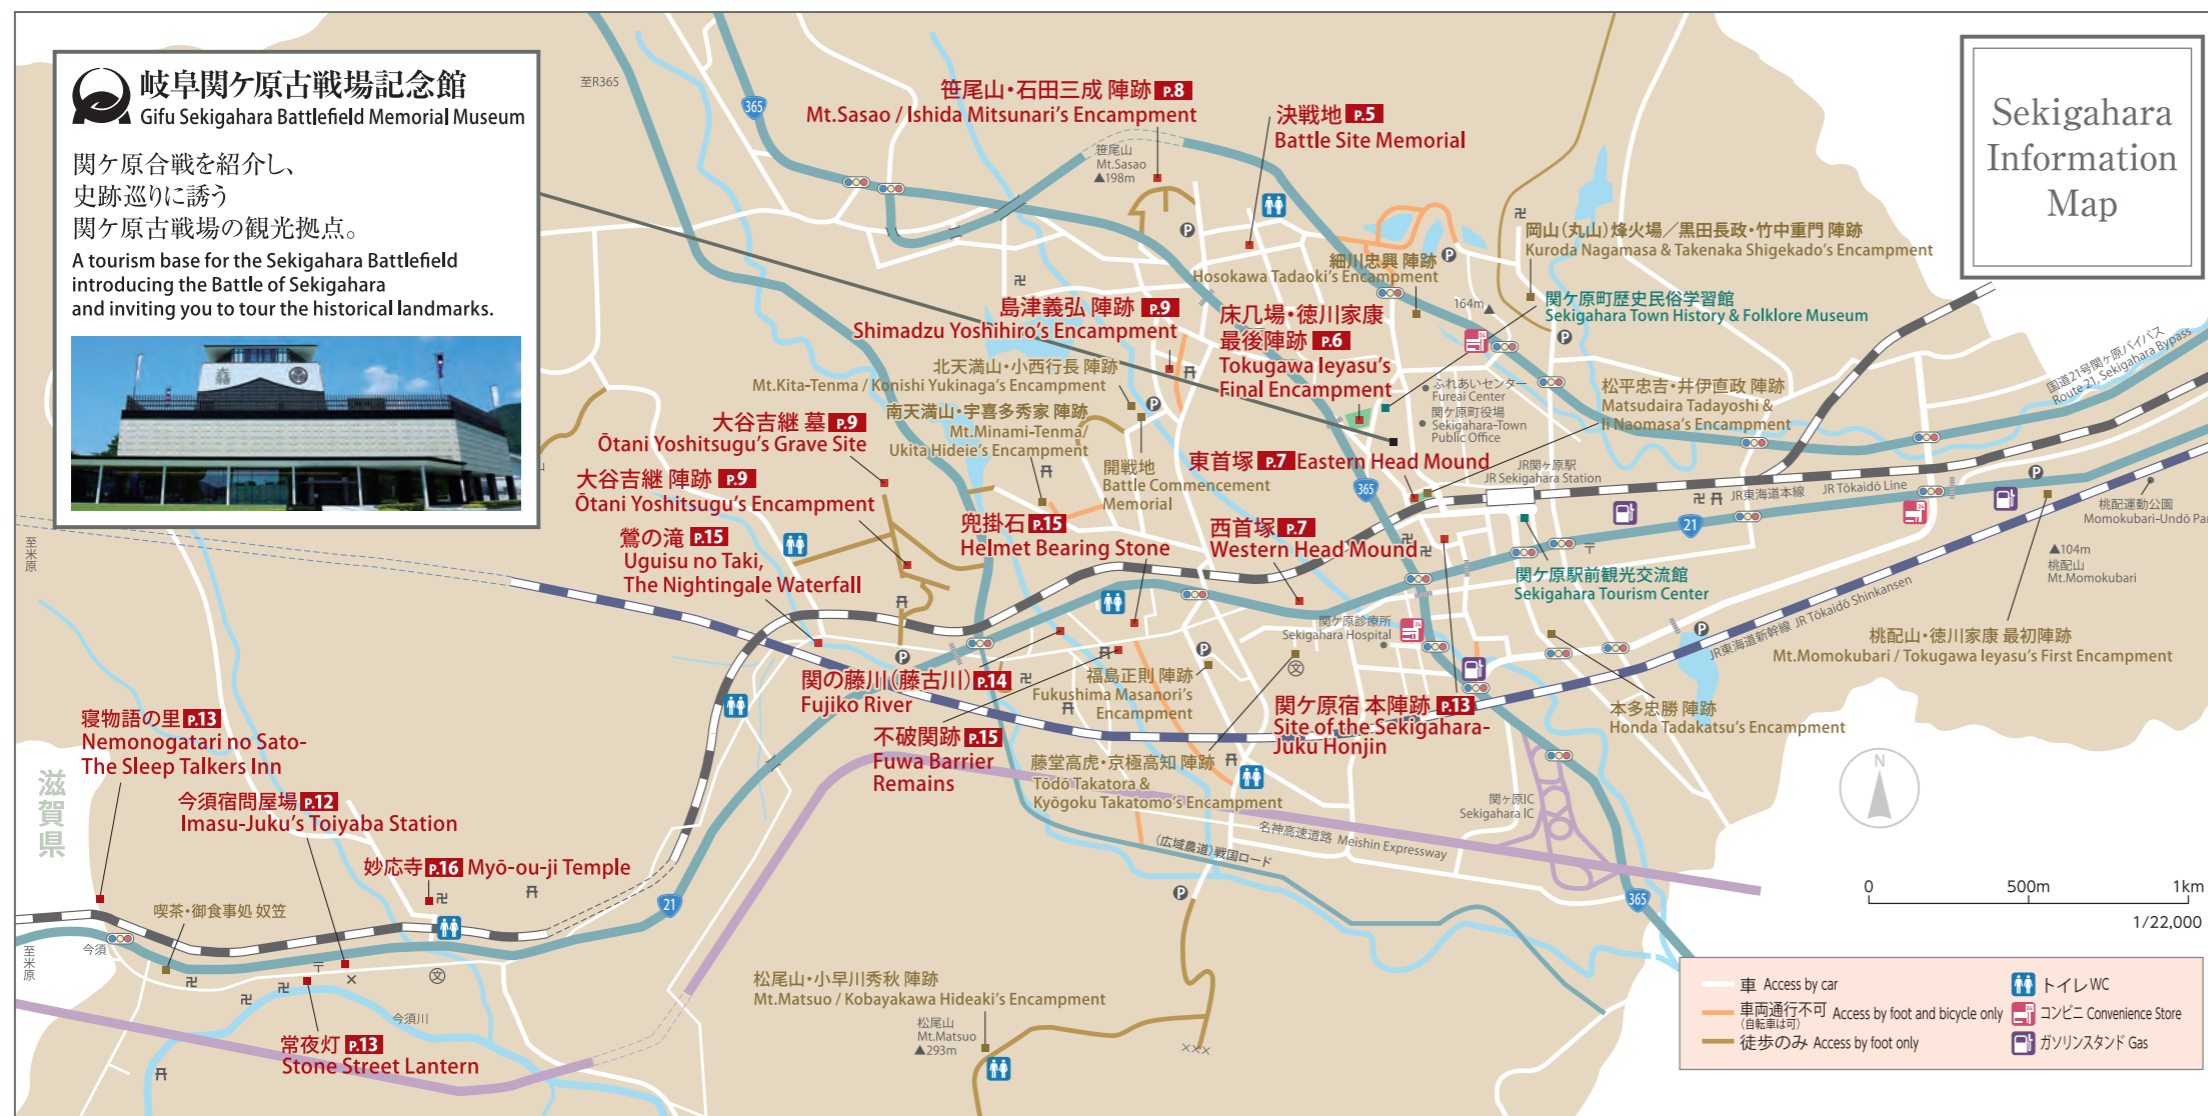 岐阜関ケ原古戦場記念館
Gifu Sekigahara Battlefield Memorial Museum
関ケ原合戦を紹介し、
史跡巡りに誘う
関ケ原古戦場の観光拠点。
A tourism base for the Sekigahara Battlefield
introducing the Battle of Sekigahara
and inviting you to tour the historical landmarks.
Sekigahara
Information
Map
至R365
365
笹尾山・石田三成 陣跡 P.8
Mt.Sasao / Ishida Mitsunari's Encampment
笹尾山
Mt.Sasao
▲198m
決戦地 P.5
Battle Site Memorial
岡山(丸山)烽火場／黒田長政・竹中重門 陣跡
Kuroda Nagamasa & Takenaka Shigekado's Encampment
細川忠興 陣跡
Hosokawa Tadaoki's Encampment
164m▲
関ケ原町歴史民俗学習館
Sekigahara Town History & Folklore Museum
島津義弘 陣跡 P.9
Shimadzu Yoshihiro's Encampment
床几場・徳川家康
最後陣跡 P.6
Tokugawa Ieyasu's
Final Encampment
国道21号関ヶ原バイパス
Route 21, Sekigahara Bypass
北天満山・小西行長 陣跡
Mt.Kita-Tenma / Konishi Yukinaga's Encampment
ふれあいセンター
Fureai Center
関ケ原町役場
Sekigahara-Town
Public Office
松平忠吉・井伊直政 陣跡
Matsudaira Tadayoshi &
Ii Naomasa's Encampment
南天満山・宇喜多秀家 陣跡
Mt.Minami-Tenma/
Ukita Hideie's Encampment
大谷吉継 墓 P.9
Ōtani Yoshitsugu's Grave Site
開戦地
Battle Commencement
Memorial
東首塚 P.7 Eastern Head Mound
JR関ヶ原駅
JR Sekigahara Station
大谷吉継 陣跡 P.9
Ōtani Yoshitsugu's Encampment
365
JR東海道本線 JR Tōkaidō Line
21
桃配運動公園
Momokubari-Undō Par
兜掛石 P.15
Helmet Bearing Stone
西首塚 P.7
Western Head Mound
鶯の滝 P.15
Uguisu no Taki,
The Nightingale Waterfall
至米原
▲104m
桃配山
Mt.Momokubari
関ケ原駅前観光交流館
Sekigahara Tourism Center
関ケ原診療所
Sekigahara Hospital
JR東海道新幹線 JR Tōkaidō Shinkansen
桃配山・徳川家康 最初陣跡
Mt.Momokubari / Tokugawa Ieyasu's First Encampment
関の藤川(藤古川) P.14
Fujiko River
福島正則 陣跡
Fukushima Masanori's
Encampment
関ケ原宿 本陣跡 P.13
Site of the Sekigahara-
Juku Honjin
本多忠勝 陣跡
Honda Tadakatsu's Encampment
不破関跡 P.15
Fuwa Barrier
Remains
藤堂高虎・京極高知 陣跡
Tōdō Takatora &
Kyōgoku Takatomo's Encampment
寝物語の里 P.13
Nemonogatari no Sato-
The Sleep Talkers Inn
滋賀県
今須宿問屋場 P.12
Imasu-Juku's Toiyaba Station
関ヶ原IC
Sekigahara IC
名神高速道路 Meishin Expressway
(広域農道)戦国ロード
妙応寺 P.16 Myō-ou-ji Temple
21
365
喫茶・御食事処 奴笠
今須
至米原
今須川
常夜灯 P.13
Stone Street Lantern
松尾山・小早川秀秋 陣跡
Mt.Matsuo / Kobayakawa Hideaki's Encampment
松尾山
Mt.Matsuo
▲293m
N
0 500m 1km
1/22,000
車 Access by car
車両通行不可 Access by foot and bicycle only
(自転車は可)
徒歩のみ Access by foot only
トイレ WC
コンビニ Convenience Store
ガソリンスタンド Gas